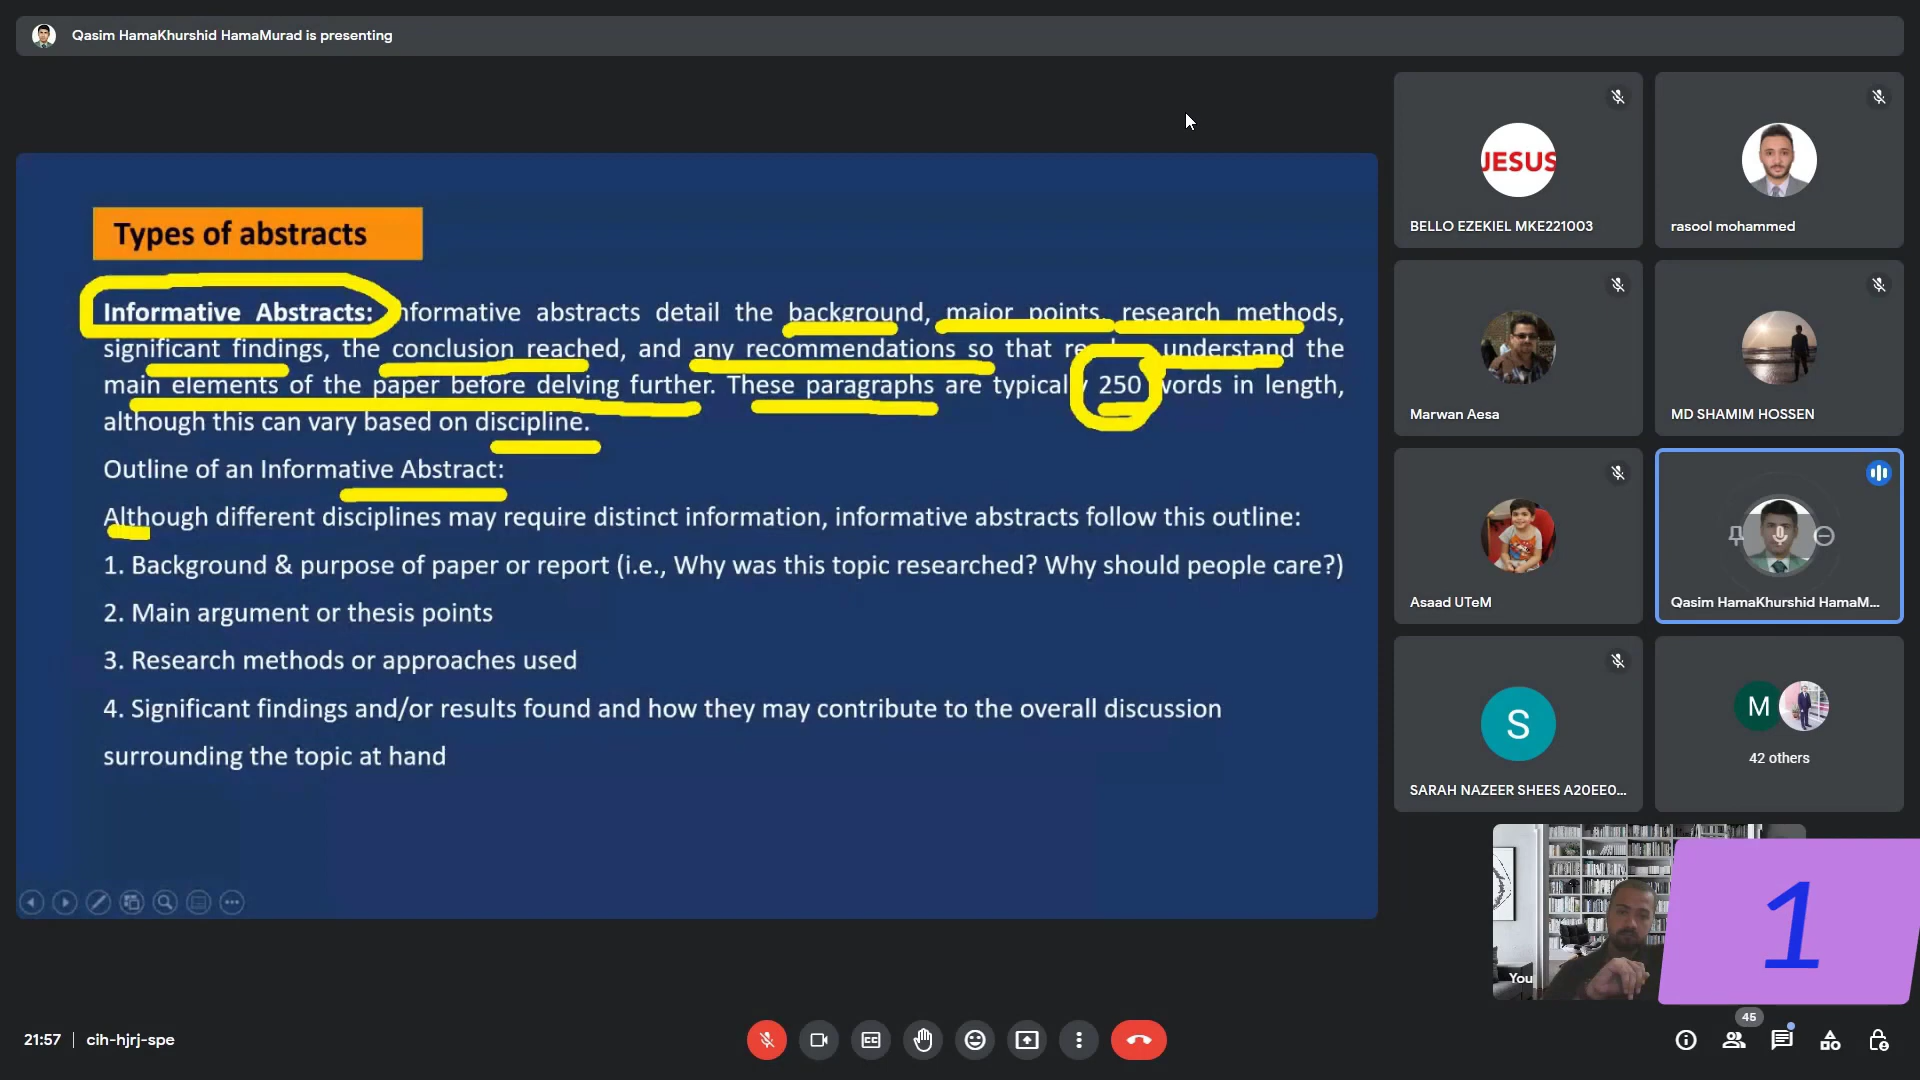 Qasim HamaKhurshid HamaMurad is presenting
Types of abstracts
Informative Abstracts: nformative abstracts detail the background, major points, research methods,
significant findings, the conclusion reached, and any recommendations so that re understand the
main elements of the paper before delving further. These paragraphs are typically 250 words in length,
although this can vary based on discipline.
Outline of an Informative Abstract:
Although different disciplines may require distinct information, informative abstracts follow this outline:
1. Background & purpose of paper or report (i.e., Why was this topic researched? Why should people care?)
2. Main argument or thesis points
3. Research methods or approaches used
4. Significant findings and/or results found and how they may contribute to the overall discussion
surrounding the topic at hand
JESUS
BELLO EZEKIEL MKE221003
rasool mohammed
Marwan Aesa
MD SHAMIM HOSSEN
Asaad UTeM
Qasim HamaKhurshid HamaM...
S
SARAH NAZEER SHEES A20EE0...
M
42 others
You
1
21:57 | cih-hjrj-spe
CC
45